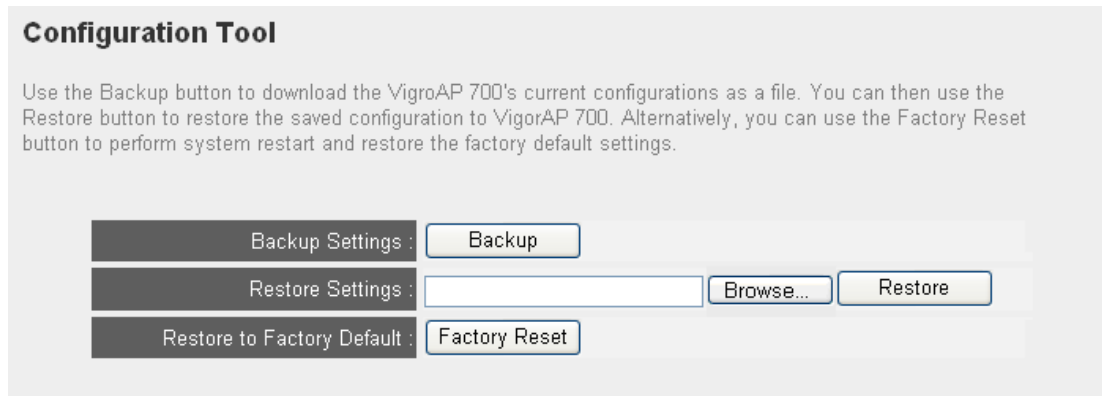 Configuration Tool
Use the Backup button to download the VigroAP 700's current configurations as a file. You can then use the
Restore button to restore the saved configuration to VigorAP 700. Alternatively, you can use the Factory Reset
button to perform system restart and restore the factory default settings.
Backup Settings : Backup
Restore Settings : Browse... Restore
Restore to Factory Default : Factory Reset